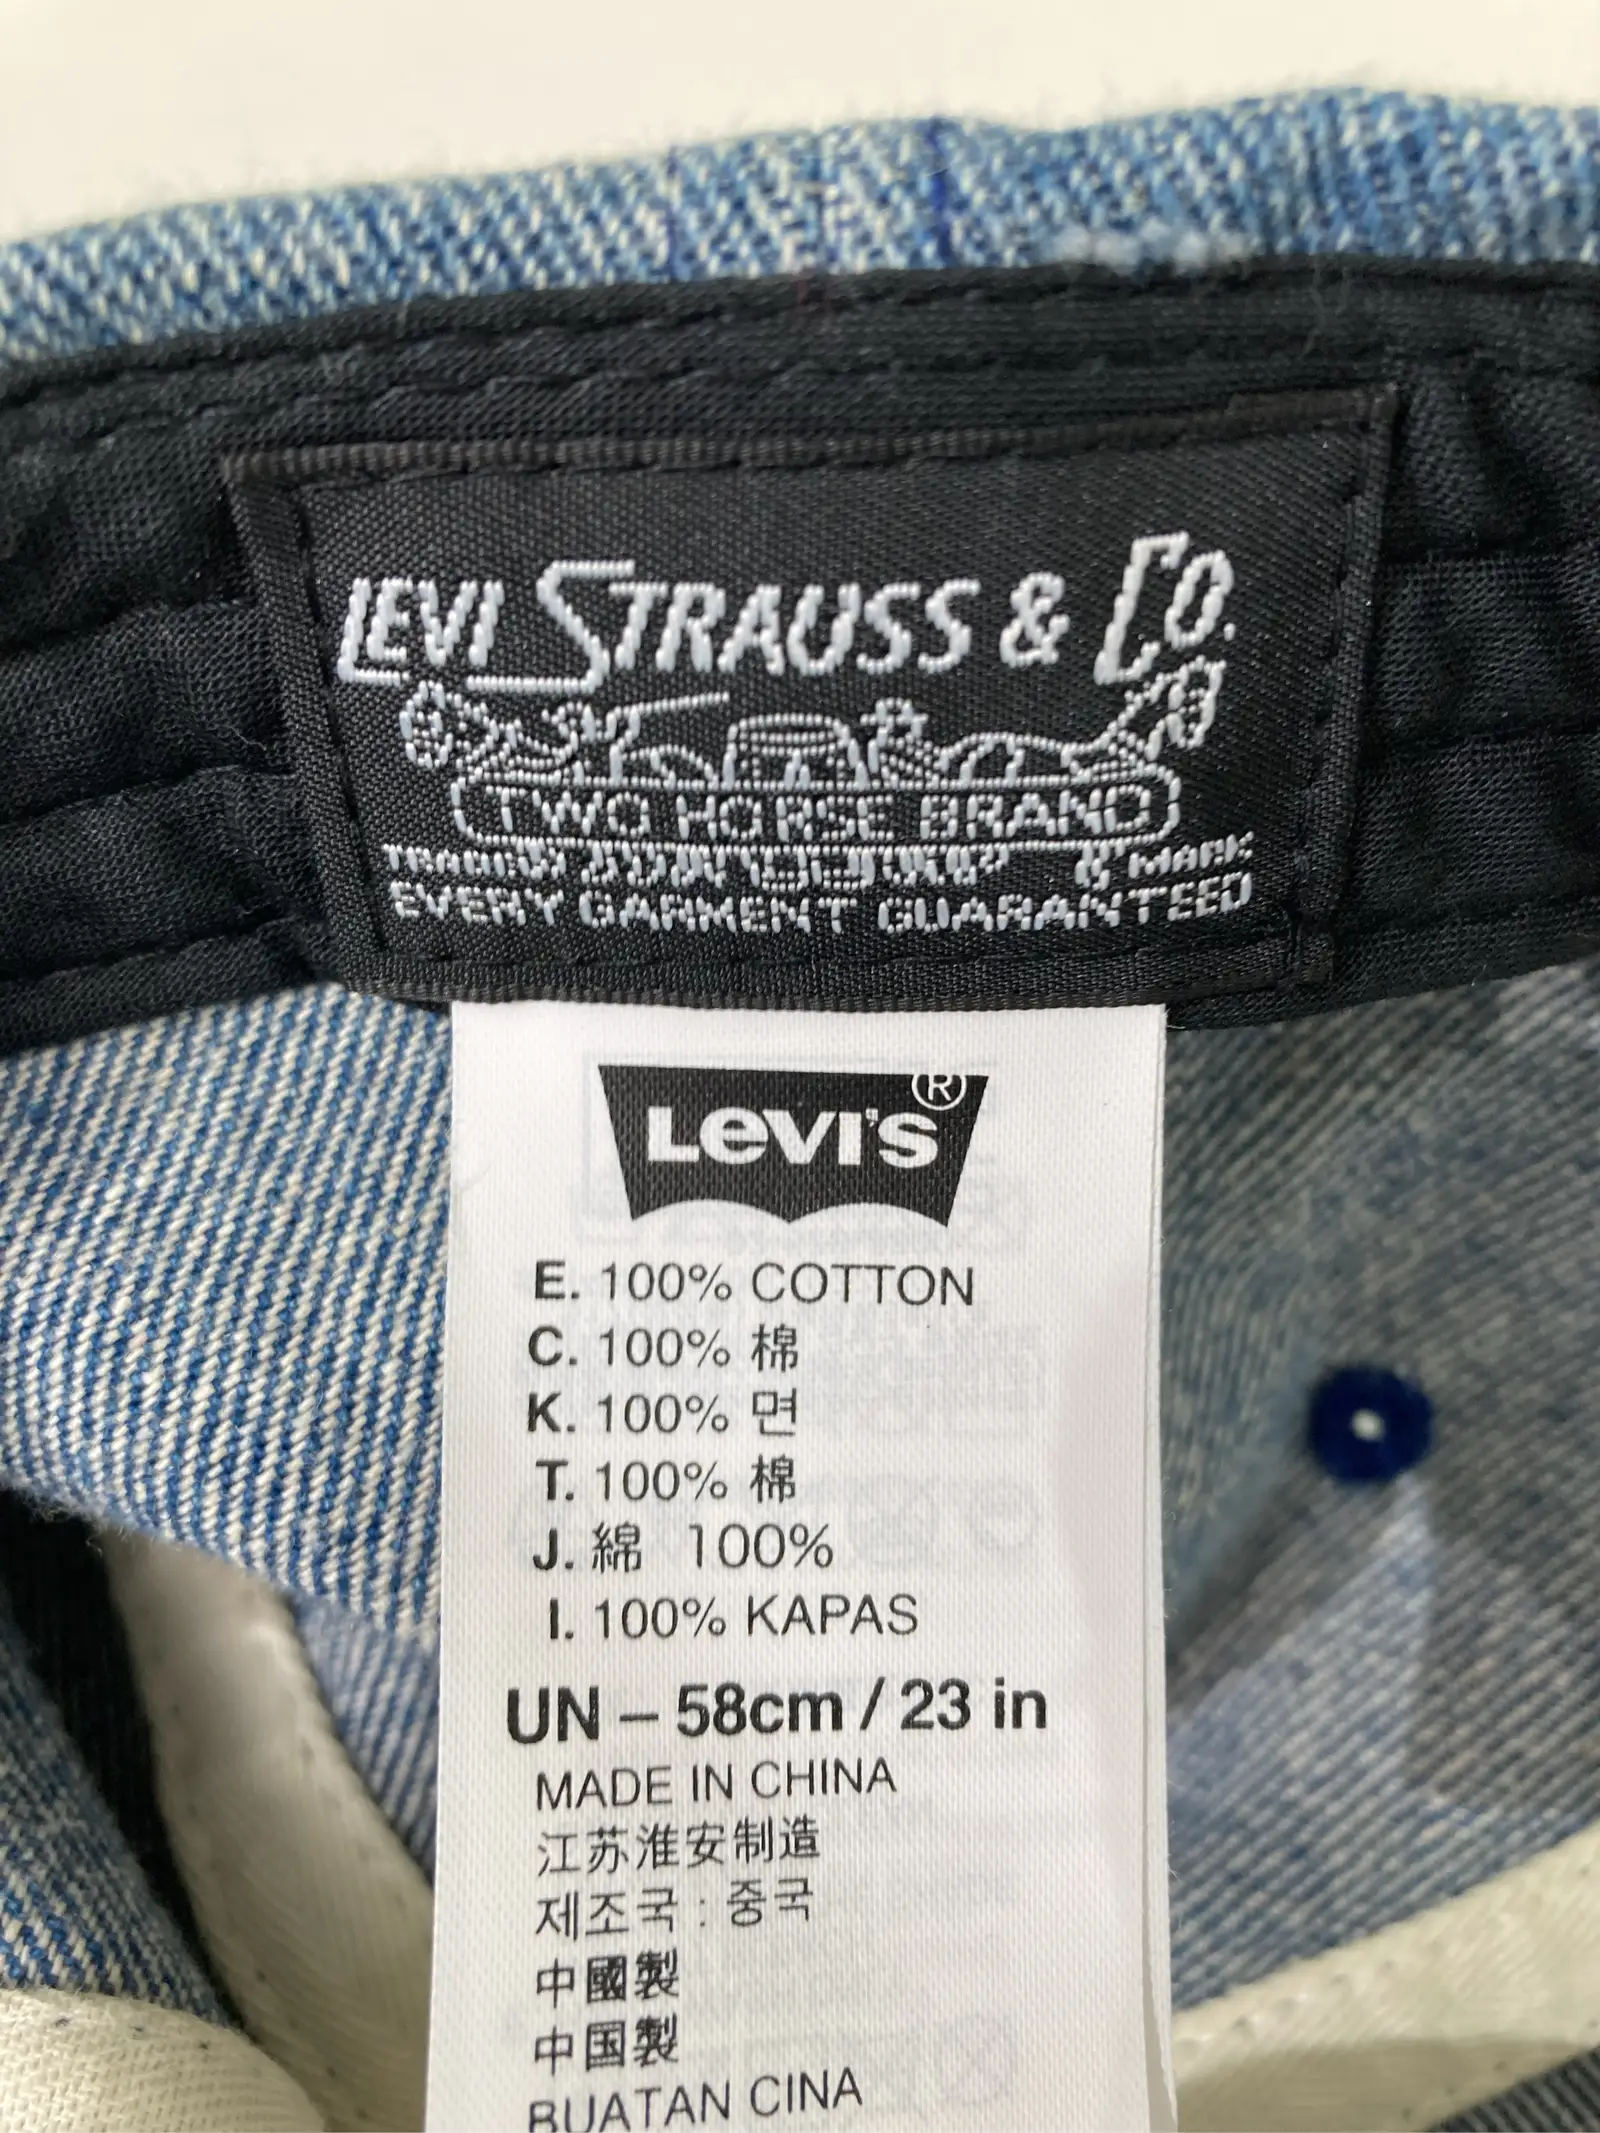 LEVI STRAUSS & CO.
TWO HORSE BRAND
MARK
EVERY GARMENT GUARANTEED
LEVI'S®
E. 100% COTTON
C. 100% 棉
K. 100% 면
T. 100% 棉
J. 綿 100%
I. 100% KAPAS
UN – 58cm / 23 in
MADE IN CHINA
江苏淮安制造
제조국 : 중국
中國製
中国製
BUATAN CINA